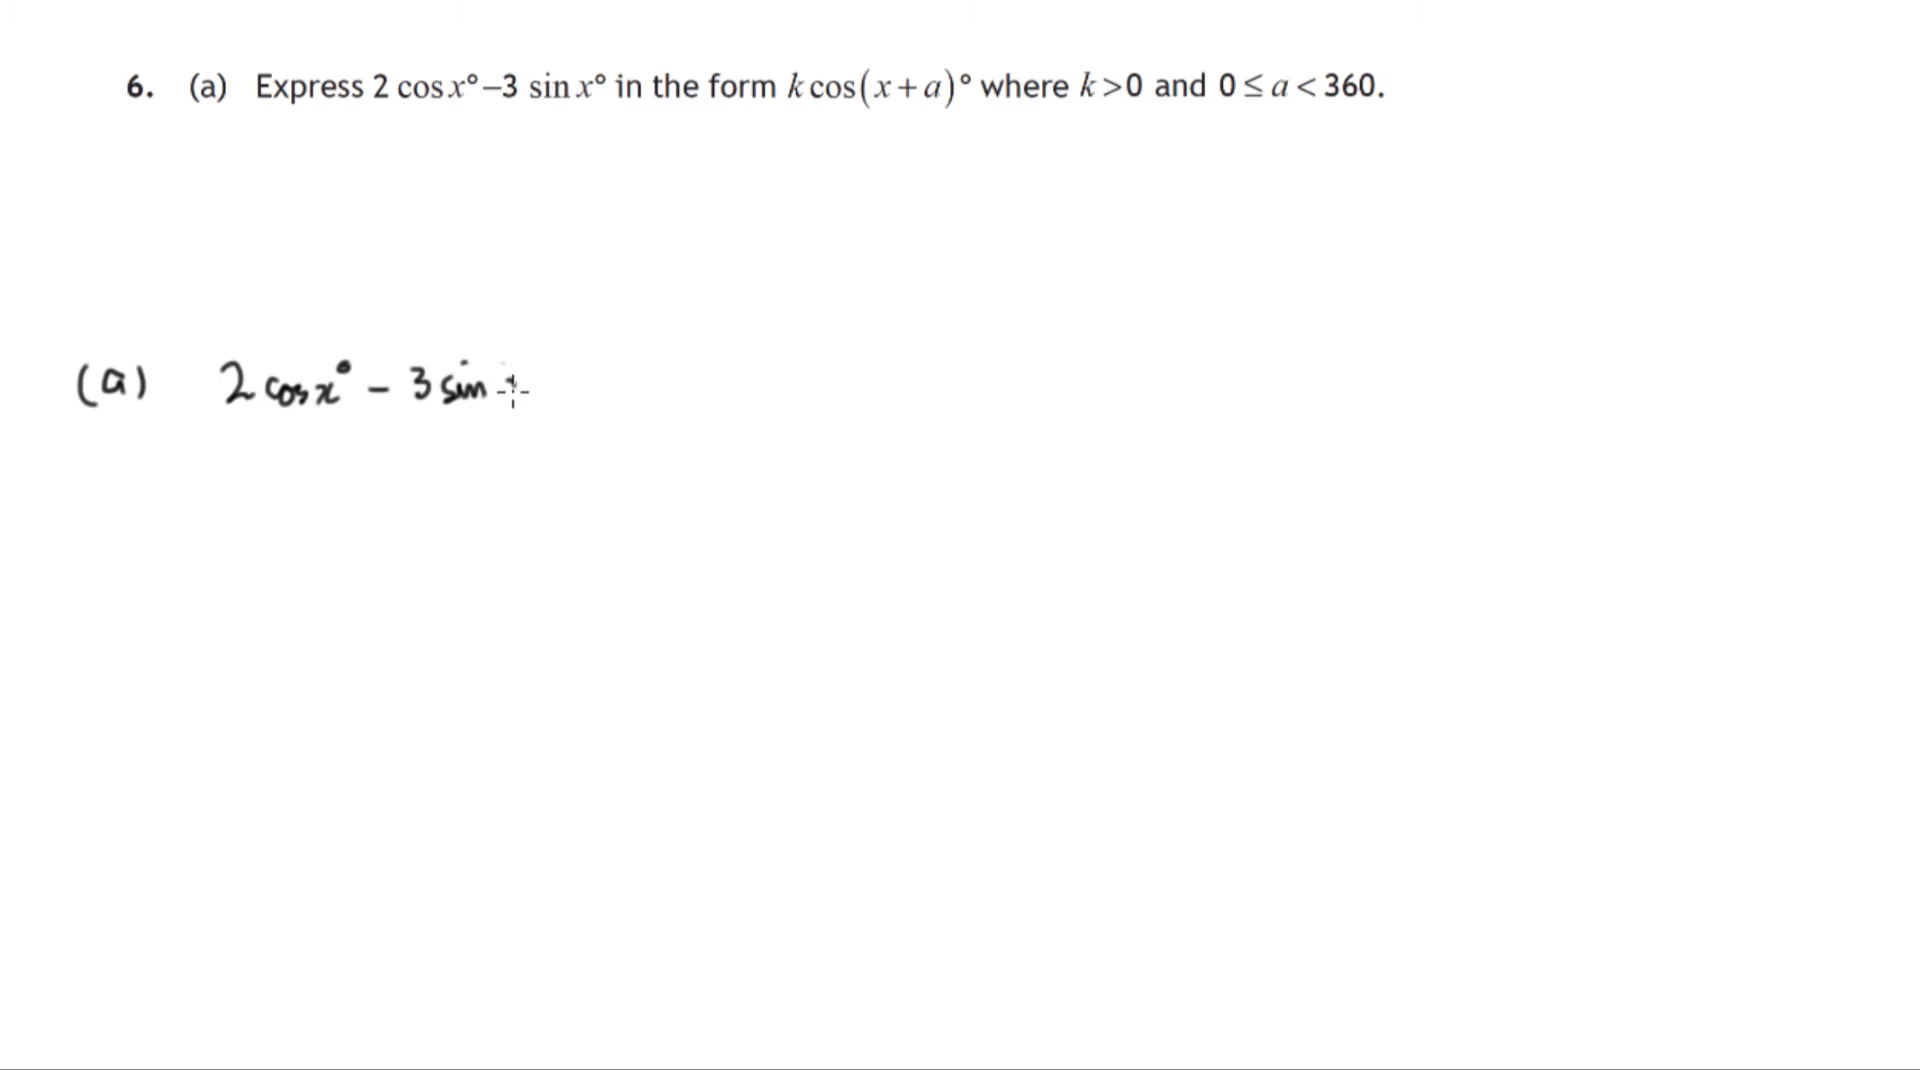 6. (a) Express 2 cos x°−3 sin x° in the form k cos(x+a)° where k>0 and 0≤a<360.
(a) 2 cos x° − 3 sin